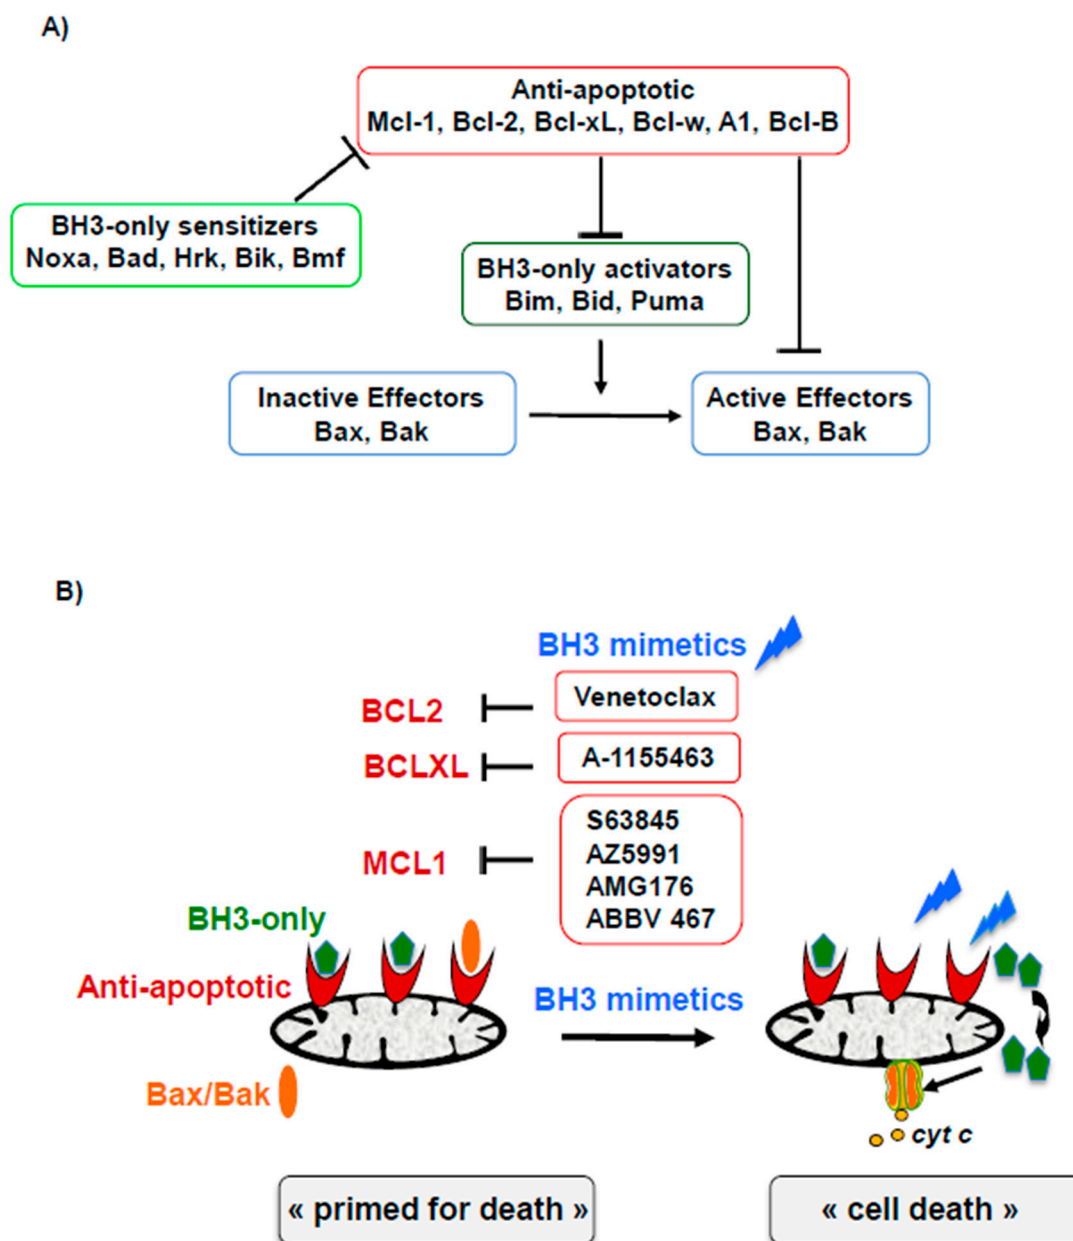 A)
Anti-apoptotic
Mcl-1, Bcl-2, Bcl-xL, Bcl-w, A1, Bcl-B
BH3-only sensitizers
Noxa, Bad, Hrk, Bik, Bmf
BH3-only activators
Bim, Bid, Puma
Inactive Effectors
Bax, Bak
Active Effectors
Bax, Bak
B)
BH3 mimetics
BCL2
Venetoclax
BCLXL
A-1155463
MCL1
S63845
AZ5991
AMG176
ABBV 467
BH3-only
Anti-apoptotic
BH3 mimetics
Bax/Bak
cyt c
« primed for death »
« cell death »